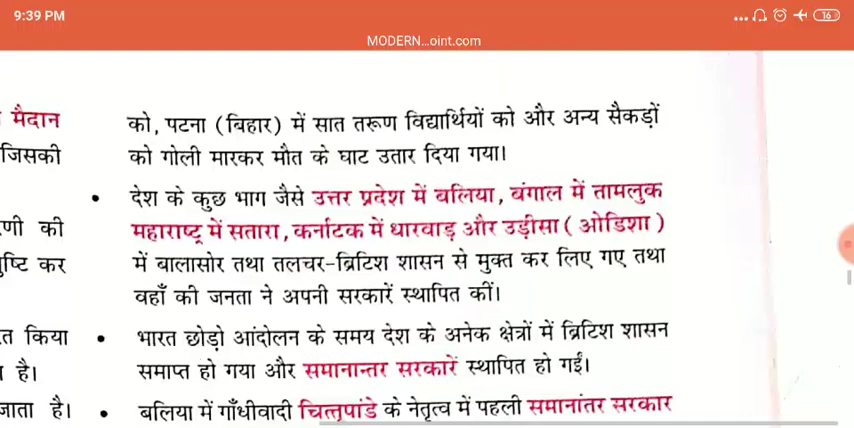 9:39 PM
16
MODERN...oint.com
मैदान
को, पटना (बिहार) में सात तरूण विद्यार्थियों को और अन्य सैकड़ों
जिसकी
को गोली मारकर मौत के घाट उतार दिया गया।
• देश के कुछ भाग जैसे उत्तर प्रदेश में बलिया, बंगाल में तामलुक
णी की
महाराष्ट्र में सतारा, कर्नाटक में धारवाड़ और उड़ीसा (ओडिशा)
ुष्टि कर
में बालासोर तथा तलचर-ब्रिटिश शासन से मुक्त कर लिए गए तथा
वहाँ की जनता ने अपनी सरकारें स्थापित कीं।
त किया
• भारत छोड़ो आंदोलन के समय देश के अनेक क्षेत्रों में ब्रिटिश शासन
है।
समाप्त हो गया और समानान्तर सरकारें स्थापित हो गईं।
जाता है।
• बलिया में गाँधीवादी चित्तूपांडे के नेतृत्व में पहली समानांतर सरकार